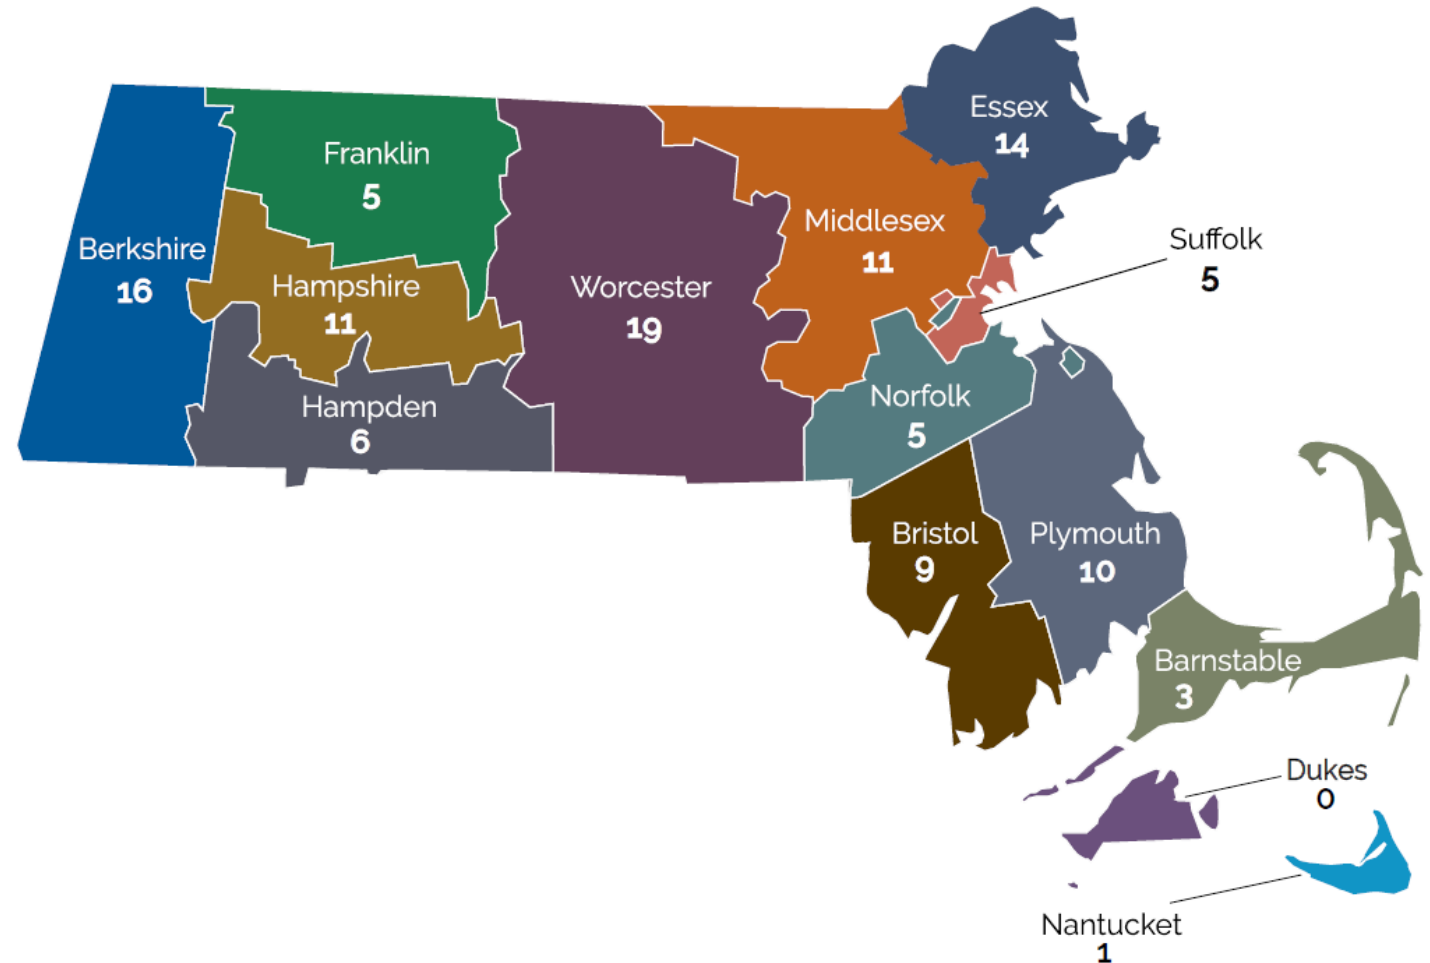 Essex
14
Franklin
5
Middlesex
11
Suffolk
5
Berkshire
16
Hampshire
11
Worcester
19
Norfolk
5
Hampden
6
Bristol
9
Plymouth
10
Barnstable
3
Dukes
0
Nantucket
1